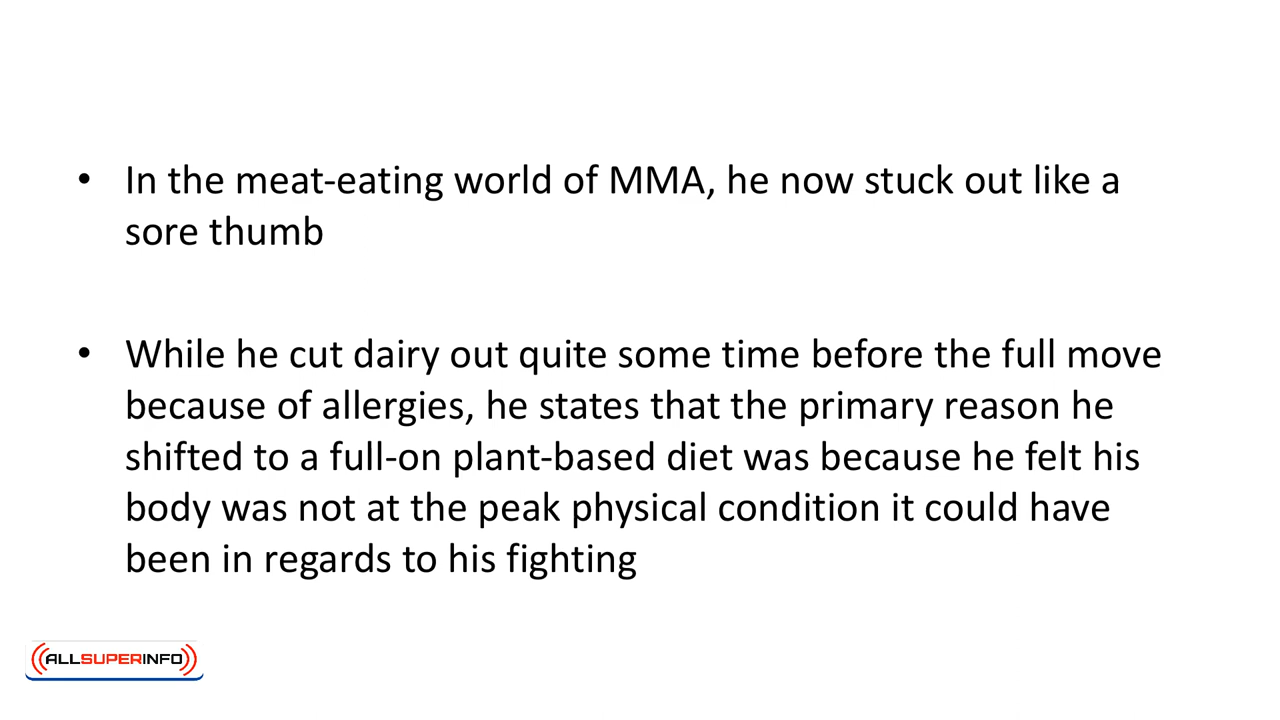 • In the meat-eating world of MMA, he now stuck out like a
sore thumb
• While he cut dairy out quite some time before the full move
because of allergies, he states that the primary reason he
shifted to a full-on plant-based diet was because he felt his
body was not at the peak physical condition it could have
been in regards to his fighting
ALLSUPERINFO